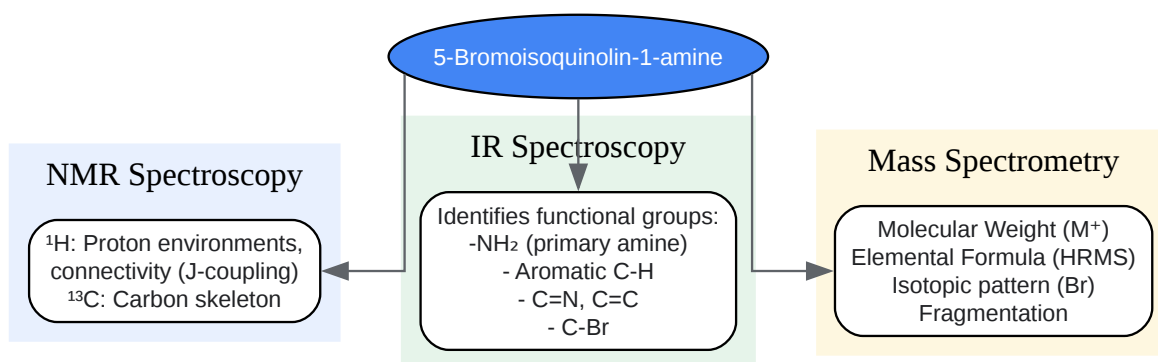 5-Bromoisoquinolin-1-amine
NMR Spectroscopy
¹H: Proton environments,
connectivity (J-coupling)
¹³C: Carbon skeleton
IR Spectroscopy
Identifies functional groups:
-NH₂ (primary amine)
- Aromatic C-H
- C=N, C=C
- C-Br
Mass Spectrometry
Molecular Weight (M⁺)
Elemental Formula (HRMS)
Isotopic pattern (Br)
Fragmentation